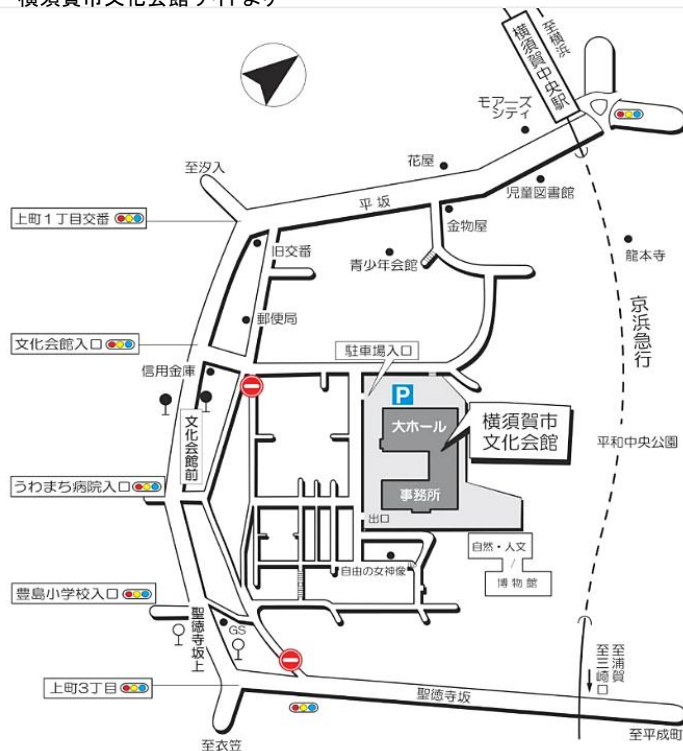 横須賀市文化会館サイトより
至横浜
横須賀中央駅
モアーズ
シティ
花屋
至汐入
児童図書館
平坂
上町1丁目交番
金物屋
旧交番
青少年会館
龍本寺
京浜急行
郵便局
文化会館入口
駐車場入口
信用金庫
P
大ホール
横須賀市
文化会館
文化会館前
平和中央公園
うわまち病院入口
事務所
出口
自然・人文
/
博物館
自由の女神像
豊島小学校入口
聖徳寺坂上
GS
至浦賀
至三崎口
上町3丁目
聖徳寺坂
至平成町
至衣笠